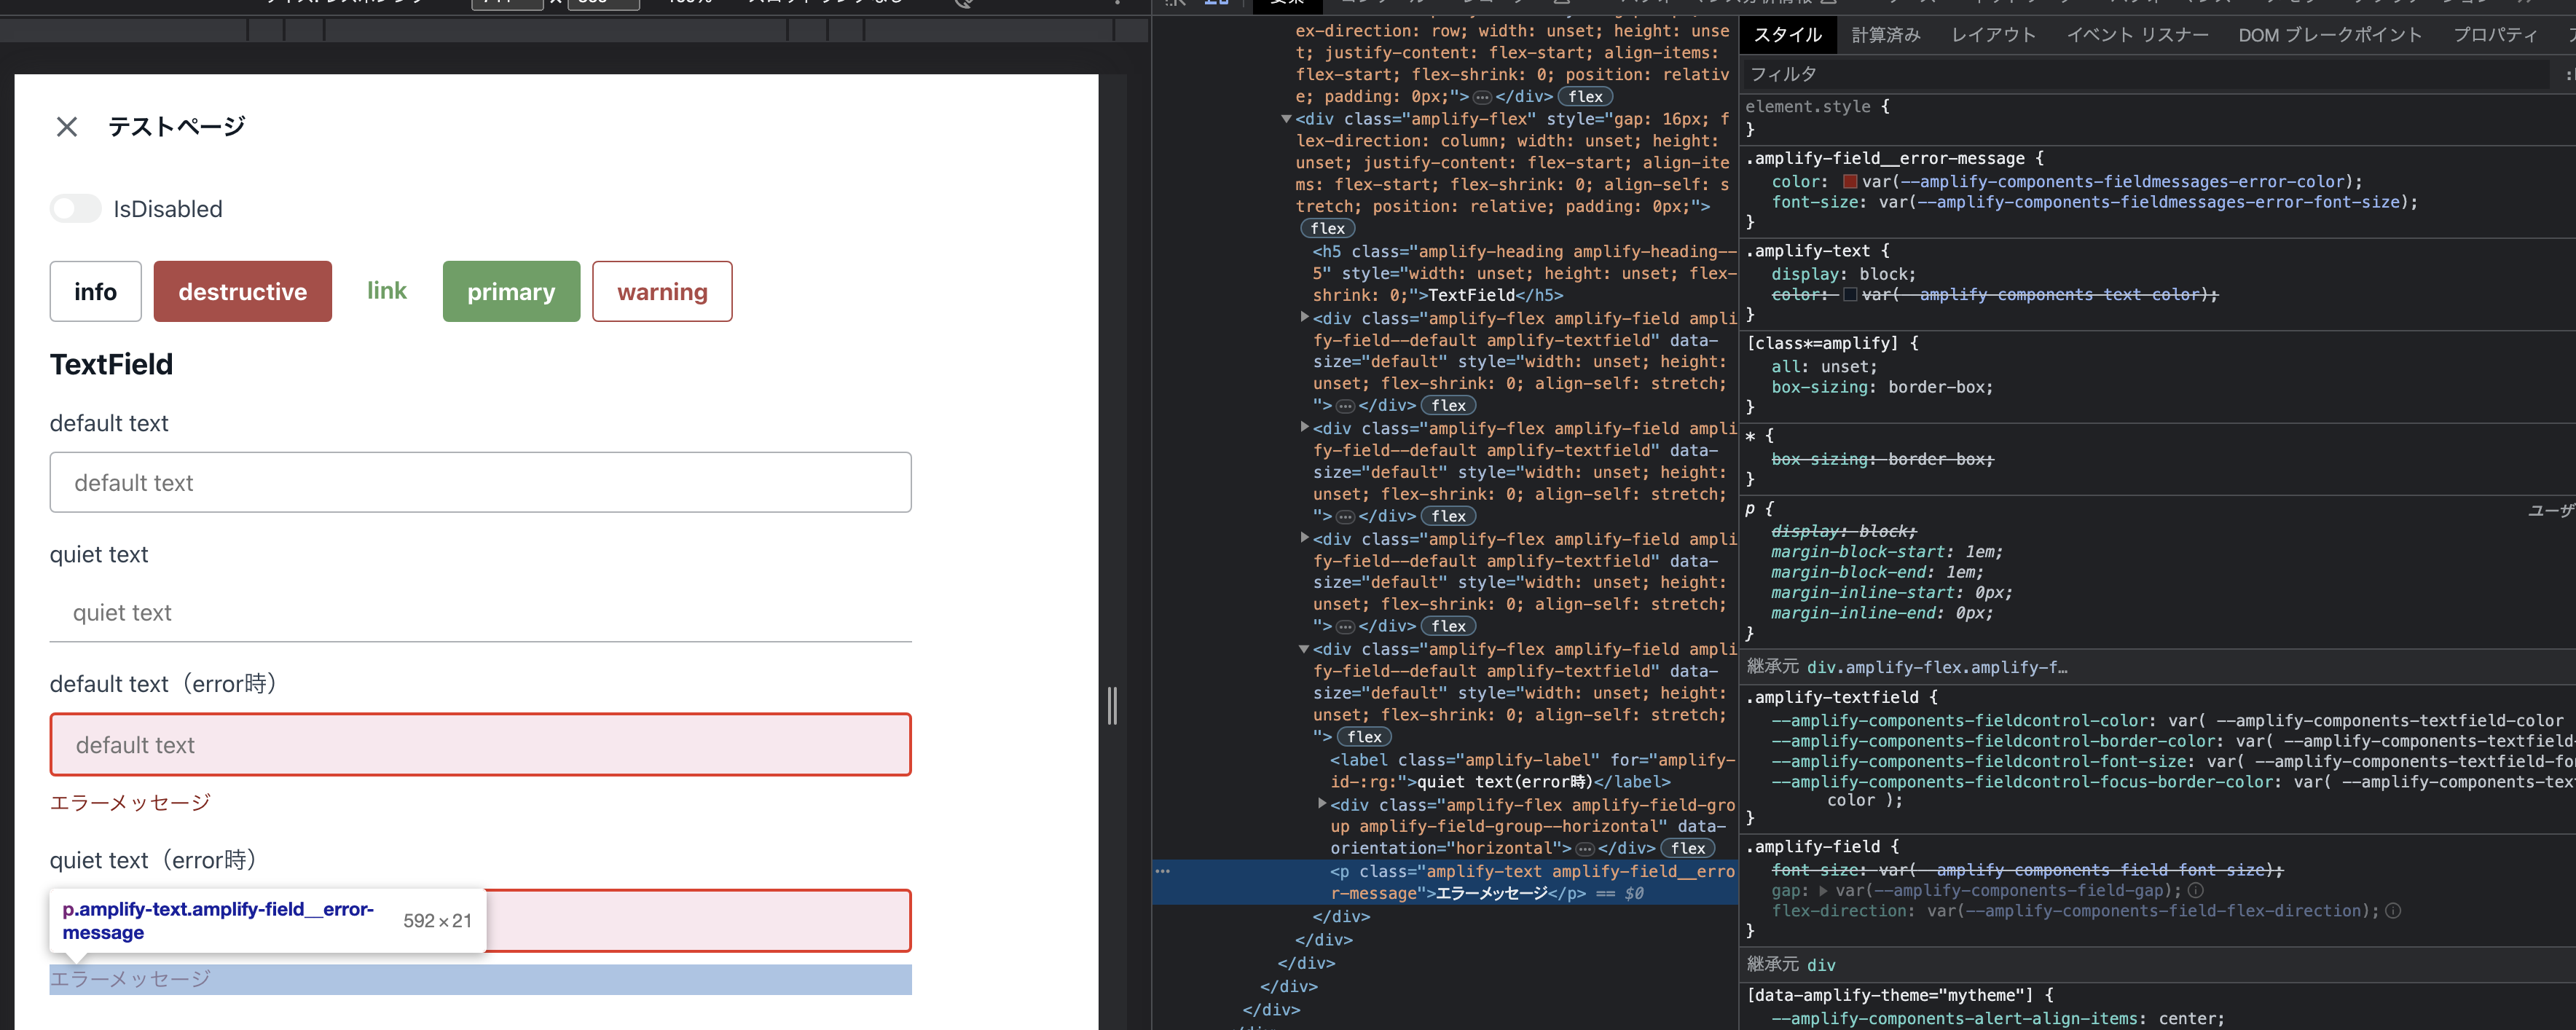 テストページ
IsDisabled
info
destructive
link
primary
warning
TextField
default text
default text
quiet text
quiet text
default text（error時）
default text
エラーメッセージ
quiet text（error時）
p.amplify-text.amplify-field__error-
message
592×21
エラーメッセージ
ex-direction: row; width: unset; height: unse
t; justify-content: flex-start; align-items:
flex-start; flex-shrink: 0; position: relativ
e; padding: 0px;">…</div> flex
▼<div class="amplify-flex" style="gap: 16px; f
lex-direction: column; width: unset; height:
unset; justify-content: flex-start; align-ite
ms: flex-start; flex-shrink: 0; align-self: s
tretch; position: relative; padding: 0px;">
flex
<h5 class="amplify-heading amplify-heading--
5" style="width: unset; height: unset; flex-
shrink: 0;">TextField</h5>
▶<div class="amplify-flex amplify-field ampli
fy-field--default amplify-textfield" data-
size="default" style="width: unset; height:
unset; flex-shrink: 0; align-self: stretch;
">…</div> flex
▶<div class="amplify-flex amplify-field ampli
fy-field--default amplify-textfield" data-
size="default" style="width: unset; height:
unset; flex-shrink: 0; align-self: stretch;
">…</div> flex
▶<div class="amplify-flex amplify-field ampli
fy-field--default amplify-textfield" data-
size="default" style="width: unset; height:
unset; flex-shrink: 0; align-self: stretch;
">…</div> flex
▼<div class="amplify-flex amplify-field ampli
fy-field--default amplify-textfield" data-
size="default" style="width: unset; height:
unset; flex-shrink: 0; align-self: stretch;
"> flex
<label class="amplify-label" for="amplify-
id-:rg:">quiet text(error時)</label>
▶<div class="amplify-flex amplify-field-gro
up amplify-field-group--horizontal" data-
orientation="horizontal">…</div> flex
<p class="amplify-text amplify-field__erro
r-message">エラーメッセージ</p> == $0
</div>
</div>
</div>
</div>
</div>
スタイル 計算済み レイアウト イベント リスナー DOM ブレークポイント プロパティ
フィルタ
element.style {
}
.amplify-field__error-message {
color: var(--amplify-components-fieldmessages-error-color);
font-size: var(--amplify-components-fieldmessages-error-font-size);
}
.amplify-text {
display: block;
color: var(--amplify-components-text-color);
}
[class*=amplify] {
all: unset;
box-sizing: border-box;
}
* {
box-sizing: border-box;
}
p {
ユーザ
display: block;
margin-block-start: 1em;
margin-block-end: 1em;
margin-inline-start: 0px;
margin-inline-end: 0px;
}
継承元 div.amplify-flex.amplify-f…
.amplify-textfield {
--amplify-components-fieldcontrol-color: var( --amplify-components-textfield-color
--amplify-components-fieldcontrol-border-color: var( --amplify-components-textfield-
--amplify-components-fieldcontrol-font-size: var( --amplify-components-textfield-fo
--amplify-components-fieldcontrol-focus-border-color: var( --amplify-components-tex
color );
}
.amplify-field {
font-size: var(--amplify-components-field-font-size);
gap: ▶ var(--amplify-components-field-gap);
flex-direction: var(--amplify-components-field-flex-direction);
}
継承元 div
[data-amplify-theme="mytheme"] {
--amplify-components-alert-align-items: center;